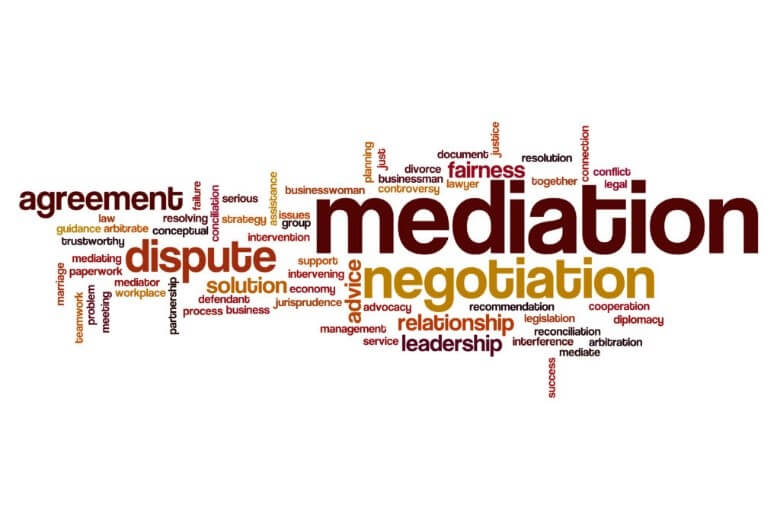 agreement
failure
conciliation
serious
assistance
law
resolving
strategy
issues
guidance
arbitrate
conceptual
group
trustworthy
intervention
businesswoman
planning
just
document
justice
resolution
connection
divorce
fairness
conflict
businessman
controversy
lawyer
together
legal
mediation
mediating
dispute
support
paperwork
intervening
advice
negotiation
marriage
mediator
solution
economy
workplace
partnership
defendant
jurisprudence
teamwork
problem
meeting
process
business
advocacy
recommendation
cooperation
management
relationship
legislation
diplomacy
reconciliation
service
leadership
interference
arbitration
mediate
success